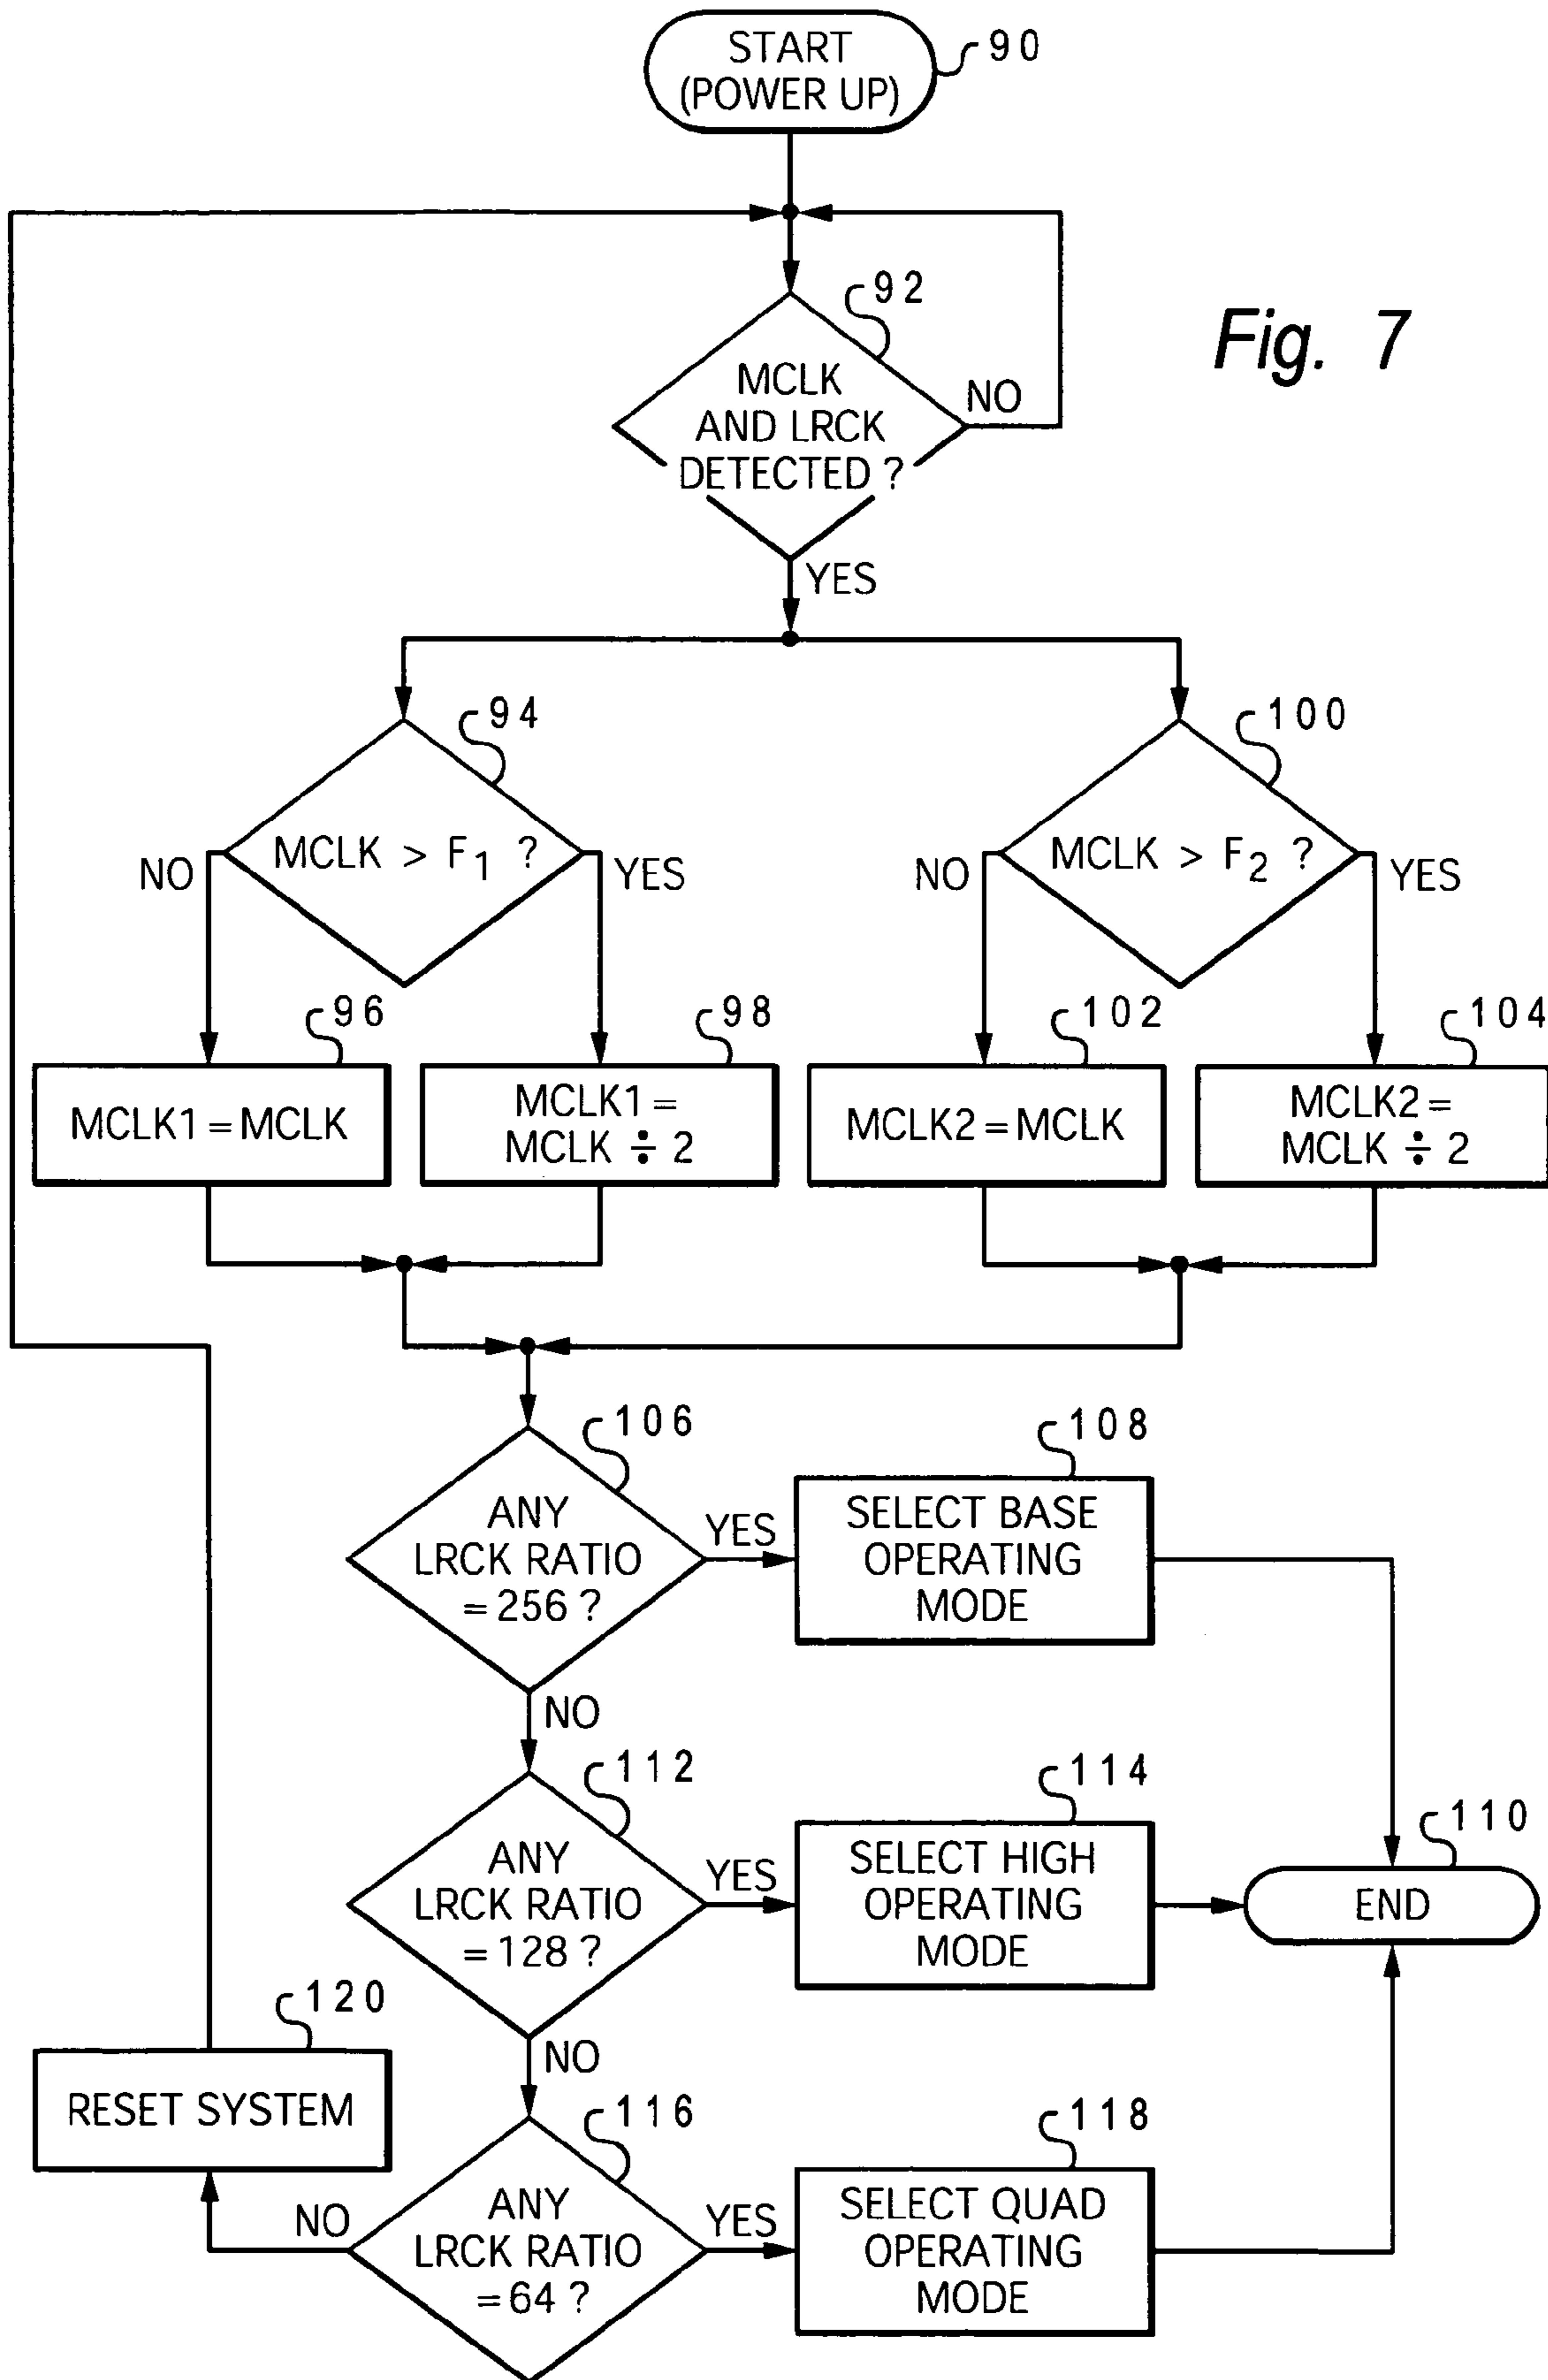 START
(POWER UP)
90
Fig. 7
92
MCLK
AND LRCK
DETECTED ?
NO
YES
94
MCLK > F1 ?
NO
YES
100
MCLK > F2 ?
NO
YES
96
MCLK1 = MCLK
98
MCLK1 =
MCLK ÷ 2
102
MCLK2 = MCLK
104
MCLK2 =
MCLK ÷ 2
106
ANY
LRCK RATIO
= 256 ?
YES
NO
108
SELECT BASE
OPERATING
MODE
112
ANY
LRCK RATIO
= 128 ?
YES
NO
114
SELECT HIGH
OPERATING
MODE
110
END
120
RESET SYSTEM
116
ANY
LRCK RATIO
= 64 ?
NO
YES
118
SELECT QUAD
OPERATING
MODE